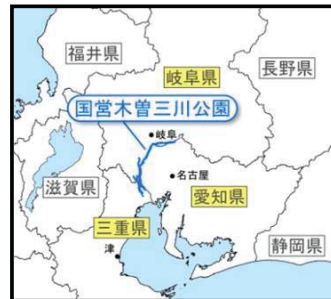 福井県
岐阜県
長野県
国営木曽三川公園
岐阜
名古屋
滋賀県
愛知県
三重県
静岡県
津